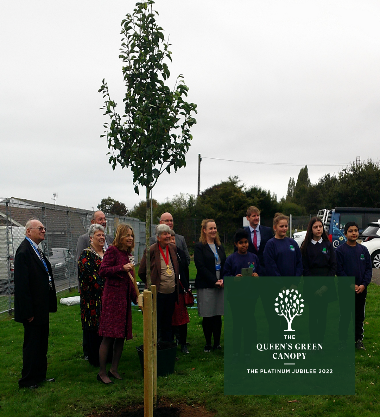 THE
QUEEN'S GREEN
CANOPY
THE PLATINUM JUBILEE 2022